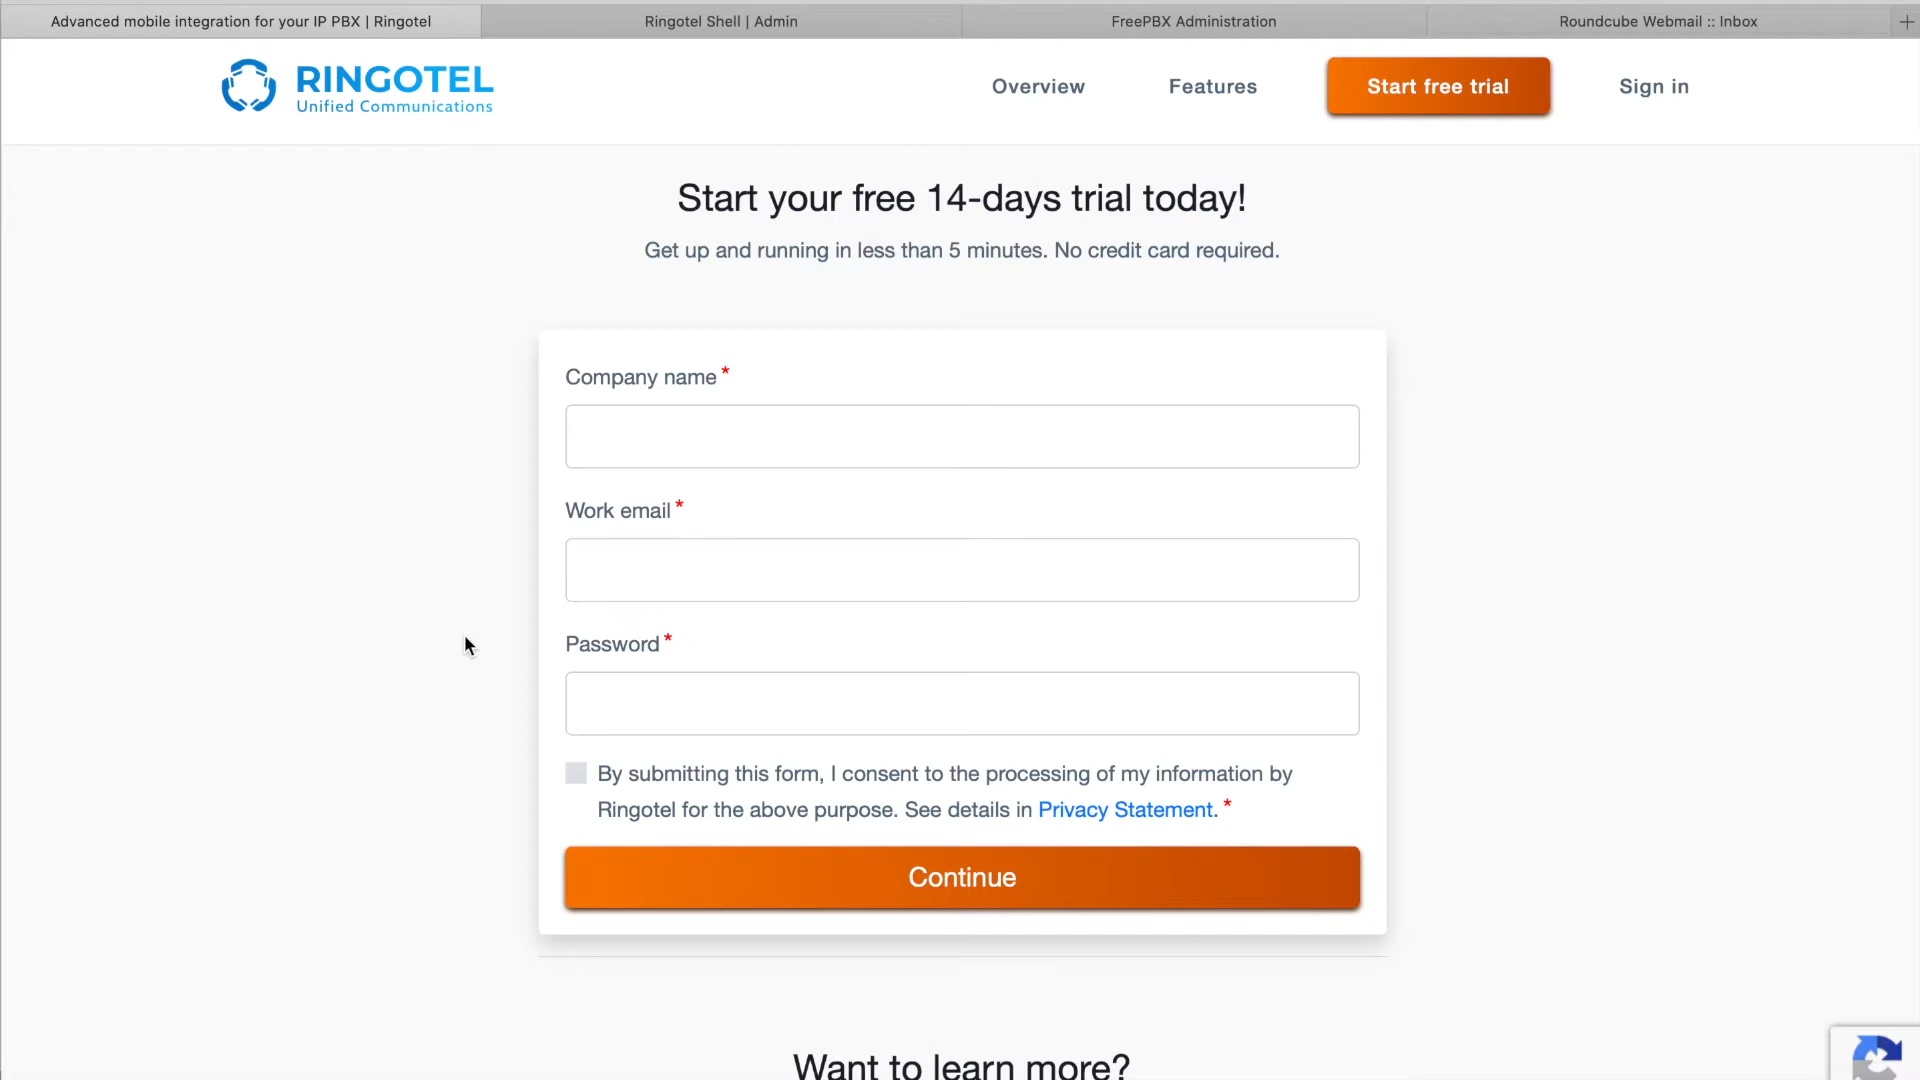 Advanced mobile integration for your IP PBX | Ringotel
Ringotel Shell | Admin
FreePBX Administration
Roundcube Webmail :: Inbox
RINGOTEL
Unified Communications
Overview
Features
Start free trial
Sign in
Start your free 14-days trial today!
Get up and running in less than 5 minutes. No credit card required.
Company name *
Work email *
Password *
By submitting this form, I consent to the processing of my information by
Ringotel for the above purpose. See details in Privacy Statement. *
Continue
Want to learn more?